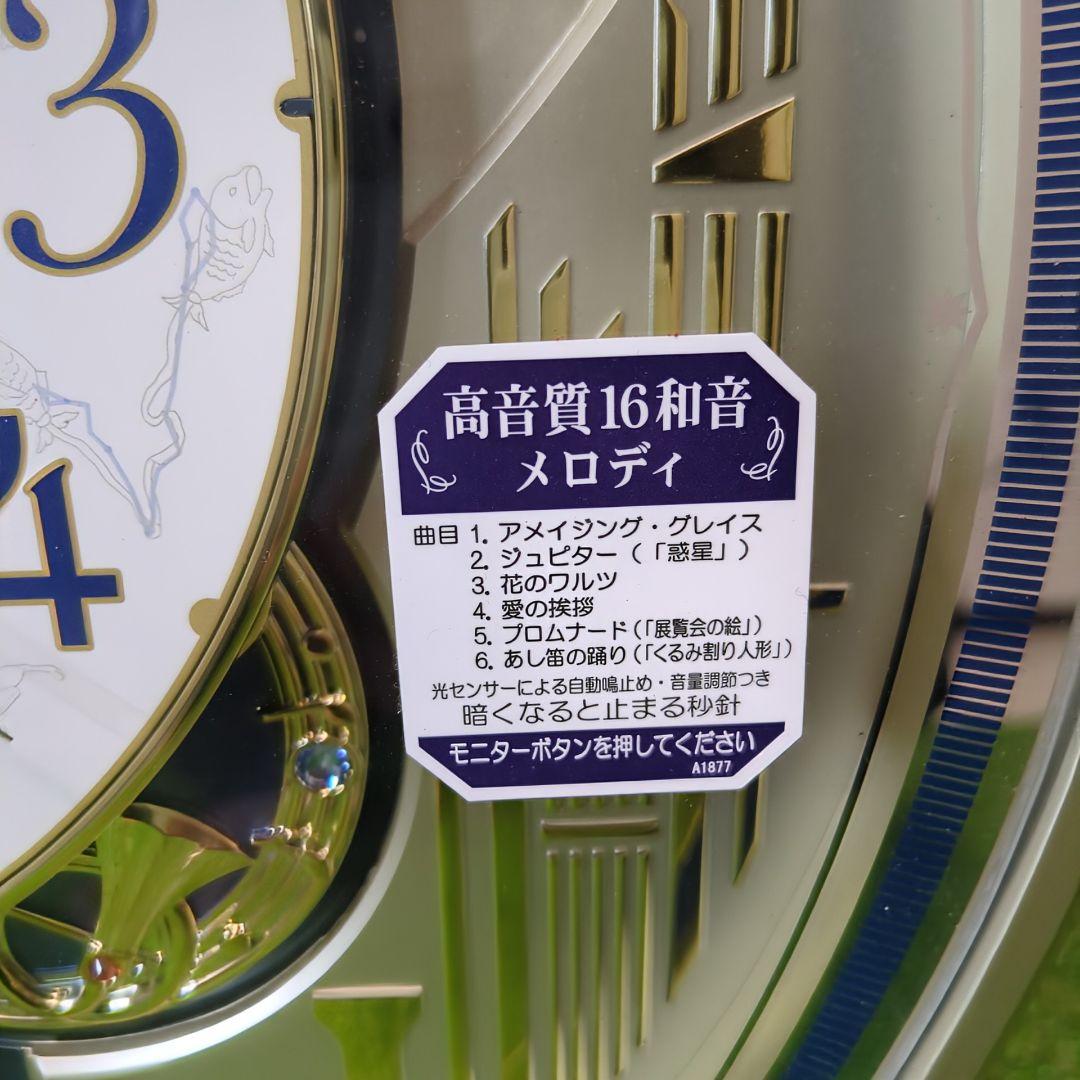 3
4
高音質16和音
メロディ
曲目 1. アメイジング・グレイス
2. ジュピター（「惑星」）
3. 花のワルツ
4. 愛の挨拶
5. プロムナード（「展覧会の絵」）
6. あし笛の踊り（「くるみ割り人形」）
光センサーによる自動鳴止め・音量調節つき
暗くなると止まる秒針
モニターボタンを押してください
A1877